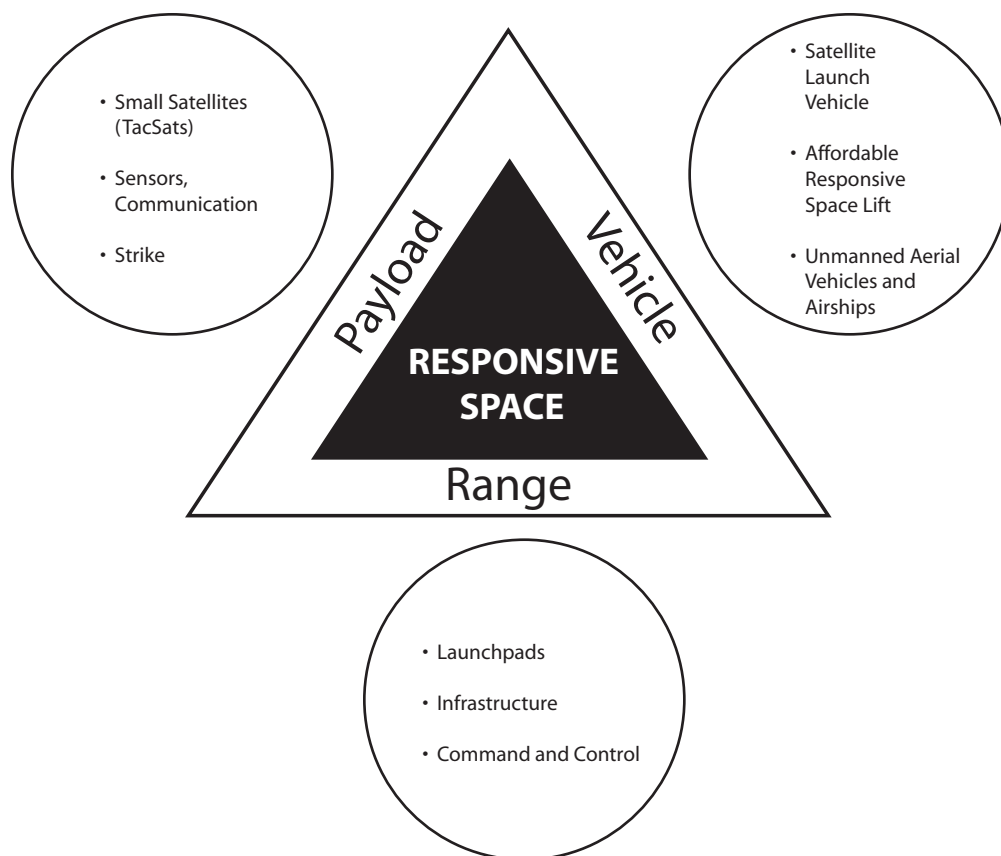 • Small Satellites
(TacSats)
• Sensors,
Communication
• Strike
• Satellite
Launch
Vehicle
• Affordable
Responsive
Space Lift
• Unmanned Aerial
Vehicles and
Airships
Payload
Vehicle
RESPONSIVE
SPACE
Range
• Launchpads
• Infrastructure
• Command and Control